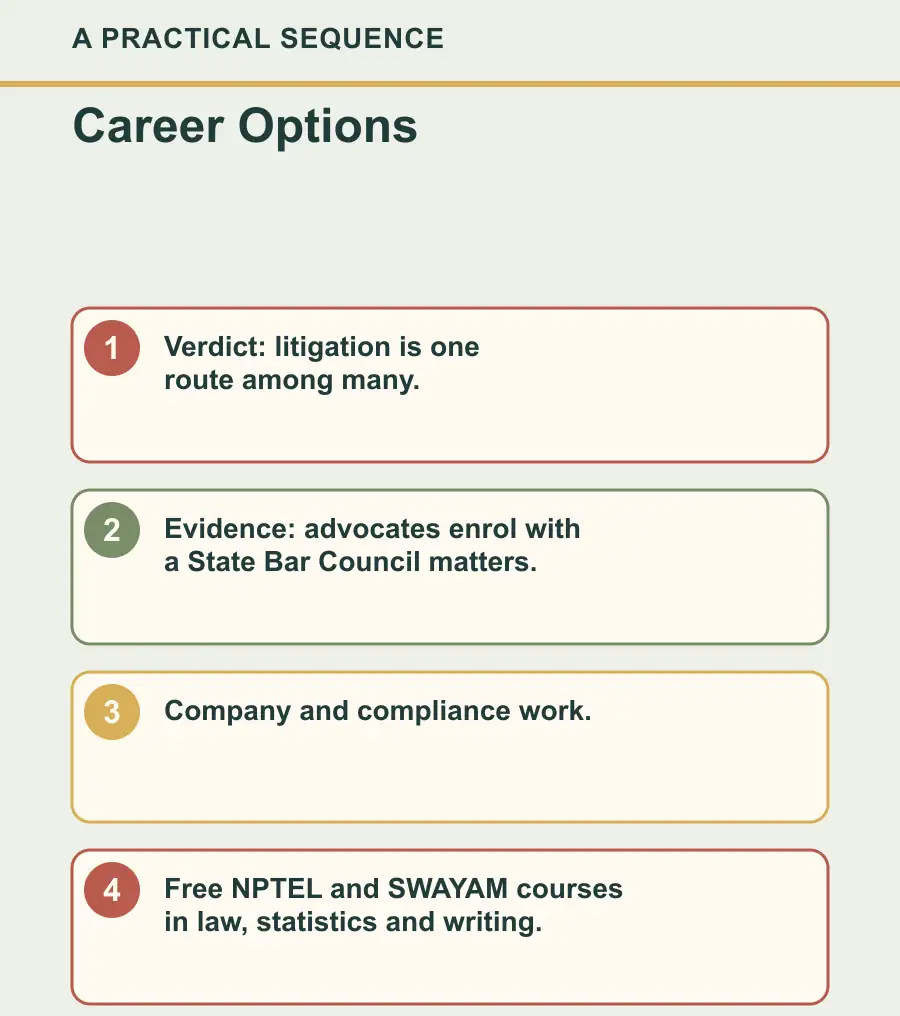 A PRACTICAL SEQUENCE
Career Options
1
Verdict: litigation is one
route among many.
2
Evidence: advocates enrol with
a State Bar Council matters.
3
Company and compliance work.
4
Free NPTEL and SWAYAM courses
in law, statistics and writing.